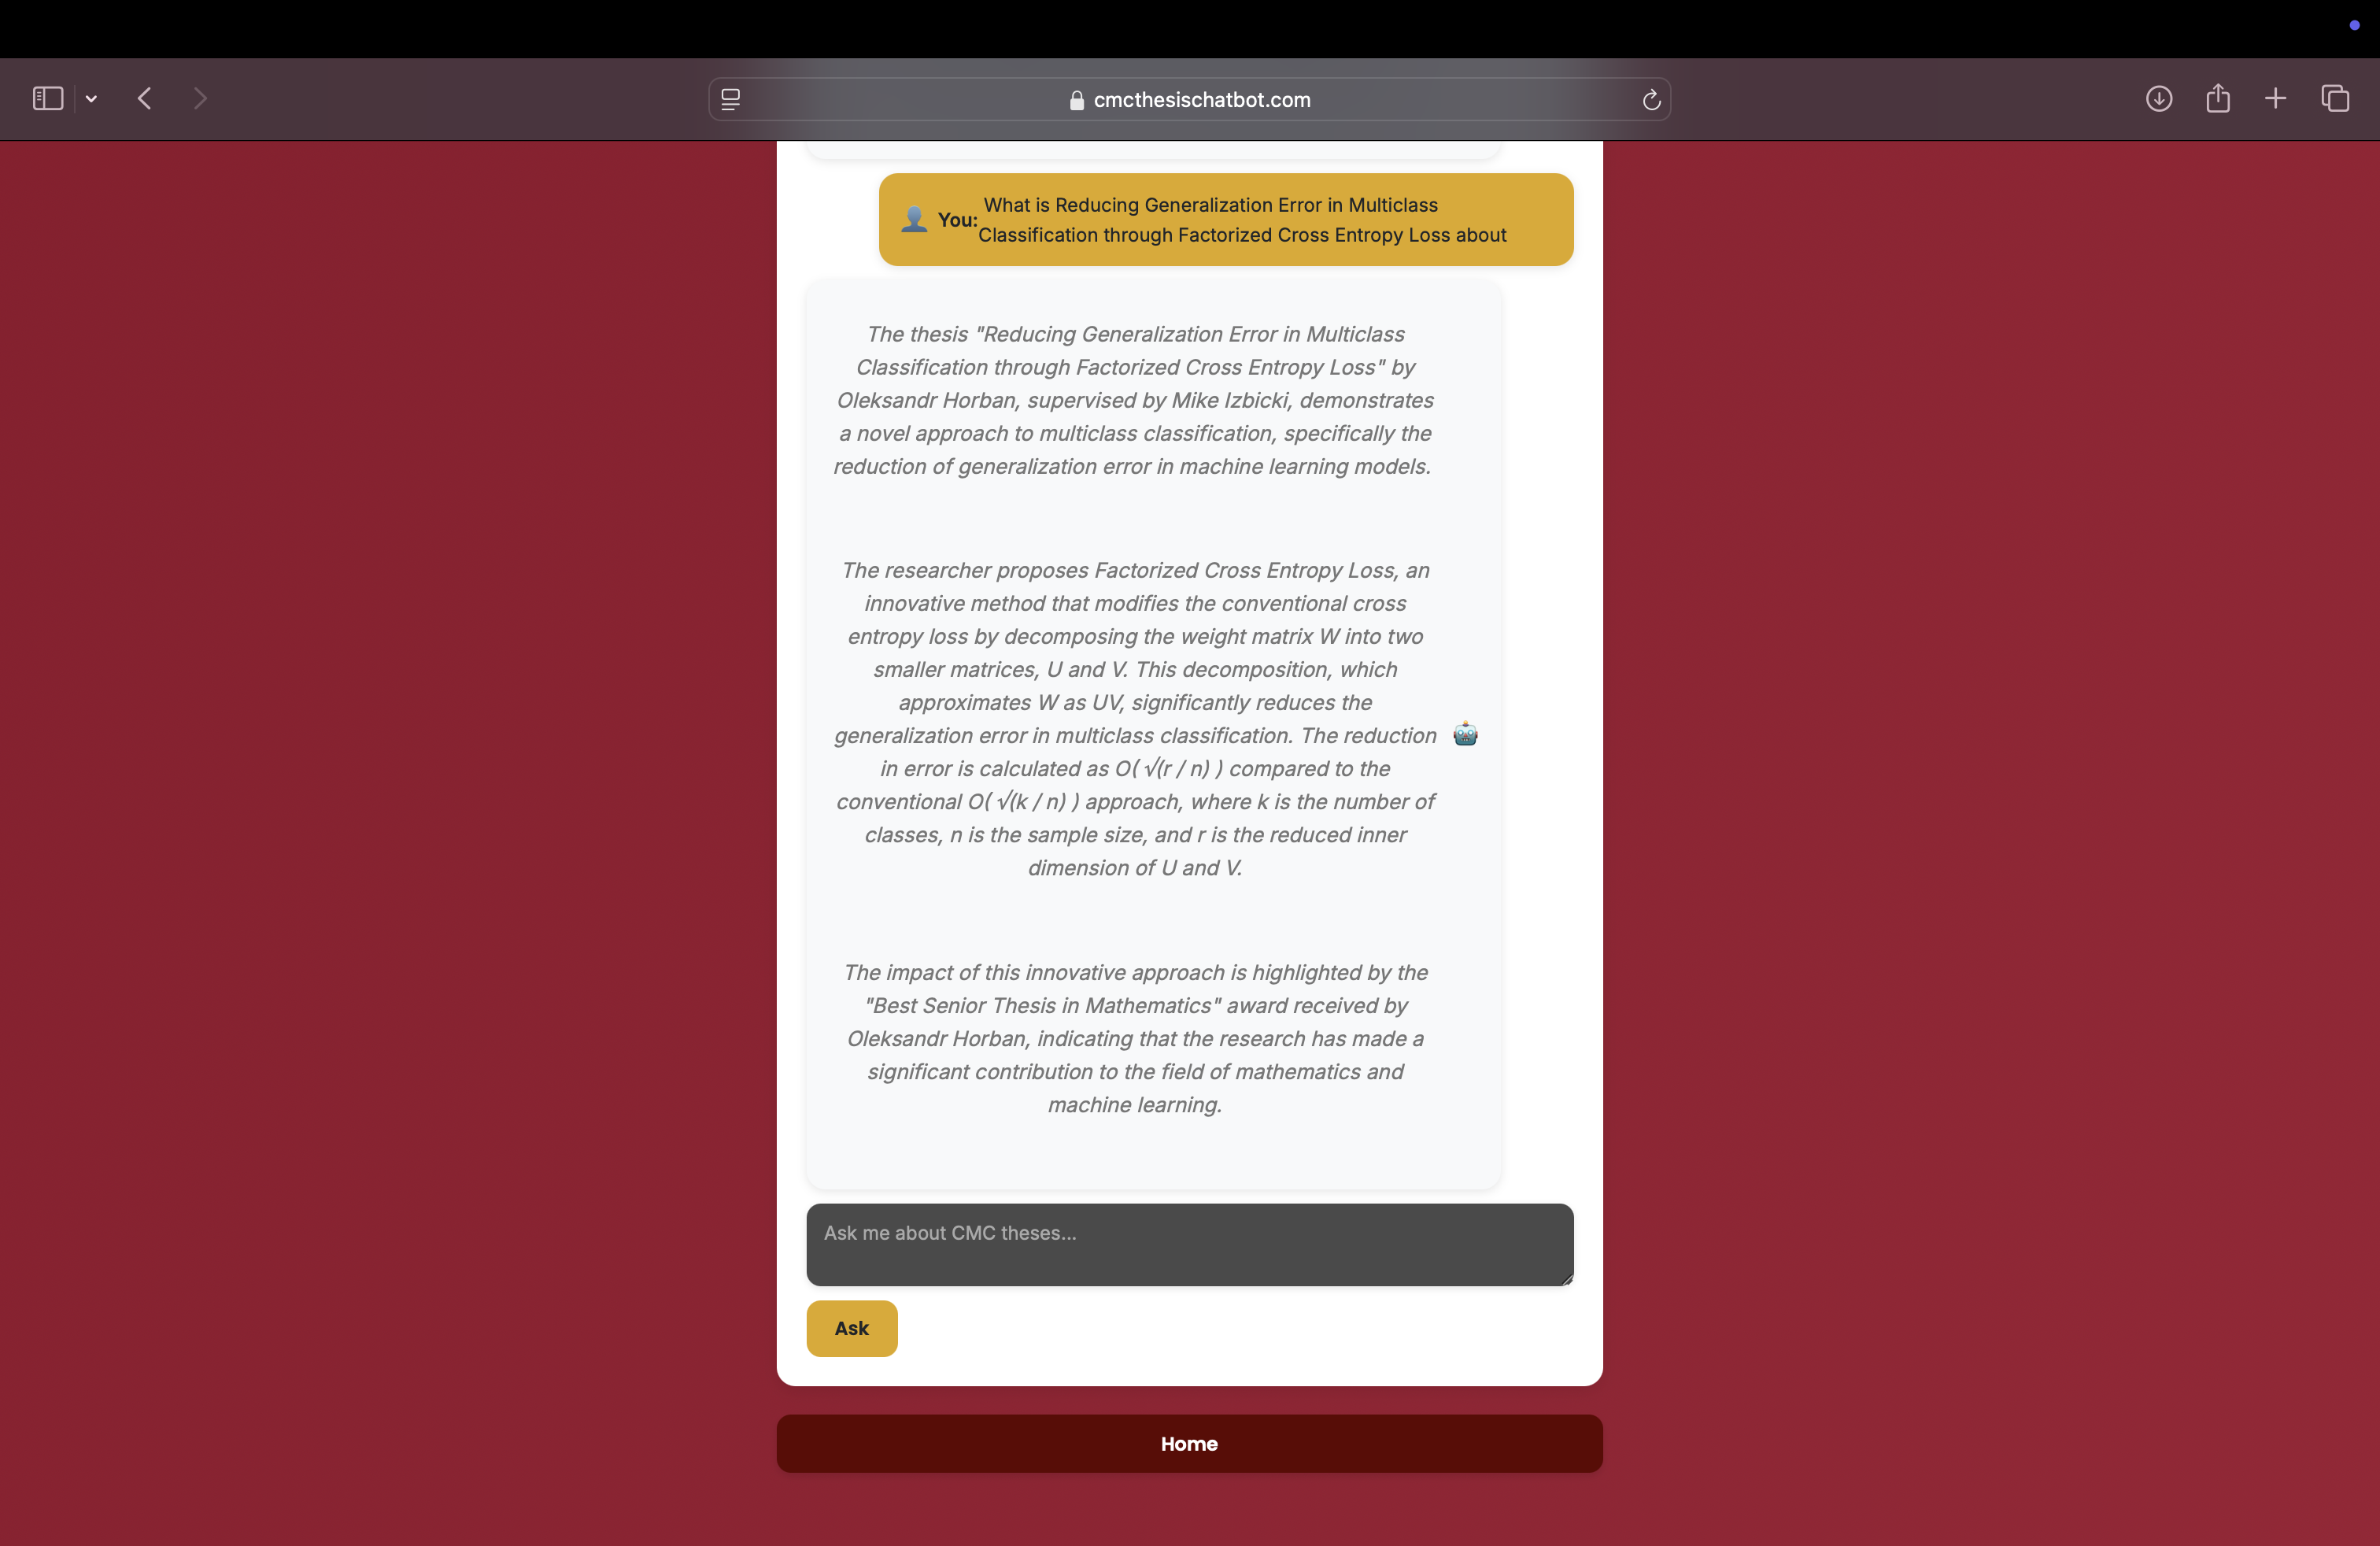 cmcthesischatbot.com
You:
What is Reducing Generalization Error in Multiclass
Classification through Factorized Cross Entropy Loss about
The thesis "Reducing Generalization Error in Multiclass
Classification through Factorized Cross Entropy Loss" by
Oleksandr Horban, supervised by Mike Izbicki, demonstrates
a novel approach to multiclass classification, specifically the
reduction of generalization error in machine learning models.
The researcher proposes Factorized Cross Entropy Loss, an
innovative method that modifies the conventional cross
entropy loss by decomposing the weight matrix W into two
smaller matrices, U and V. This decomposition, which
approximates W as UV, significantly reduces the
generalization error in multiclass classification. The reduction
in error is calculated as O( √(r / n) ) compared to the
conventional O( √(k / n) ) approach, where k is the number of
classes, n is the sample size, and r is the reduced inner
dimension of U and V.
The impact of this innovative approach is highlighted by the
"Best Senior Thesis in Mathematics" award received by
Oleksandr Horban, indicating that the research has made a
significant contribution to the field of mathematics and
machine learning.
Ask me about CMC theses...
Ask
Home